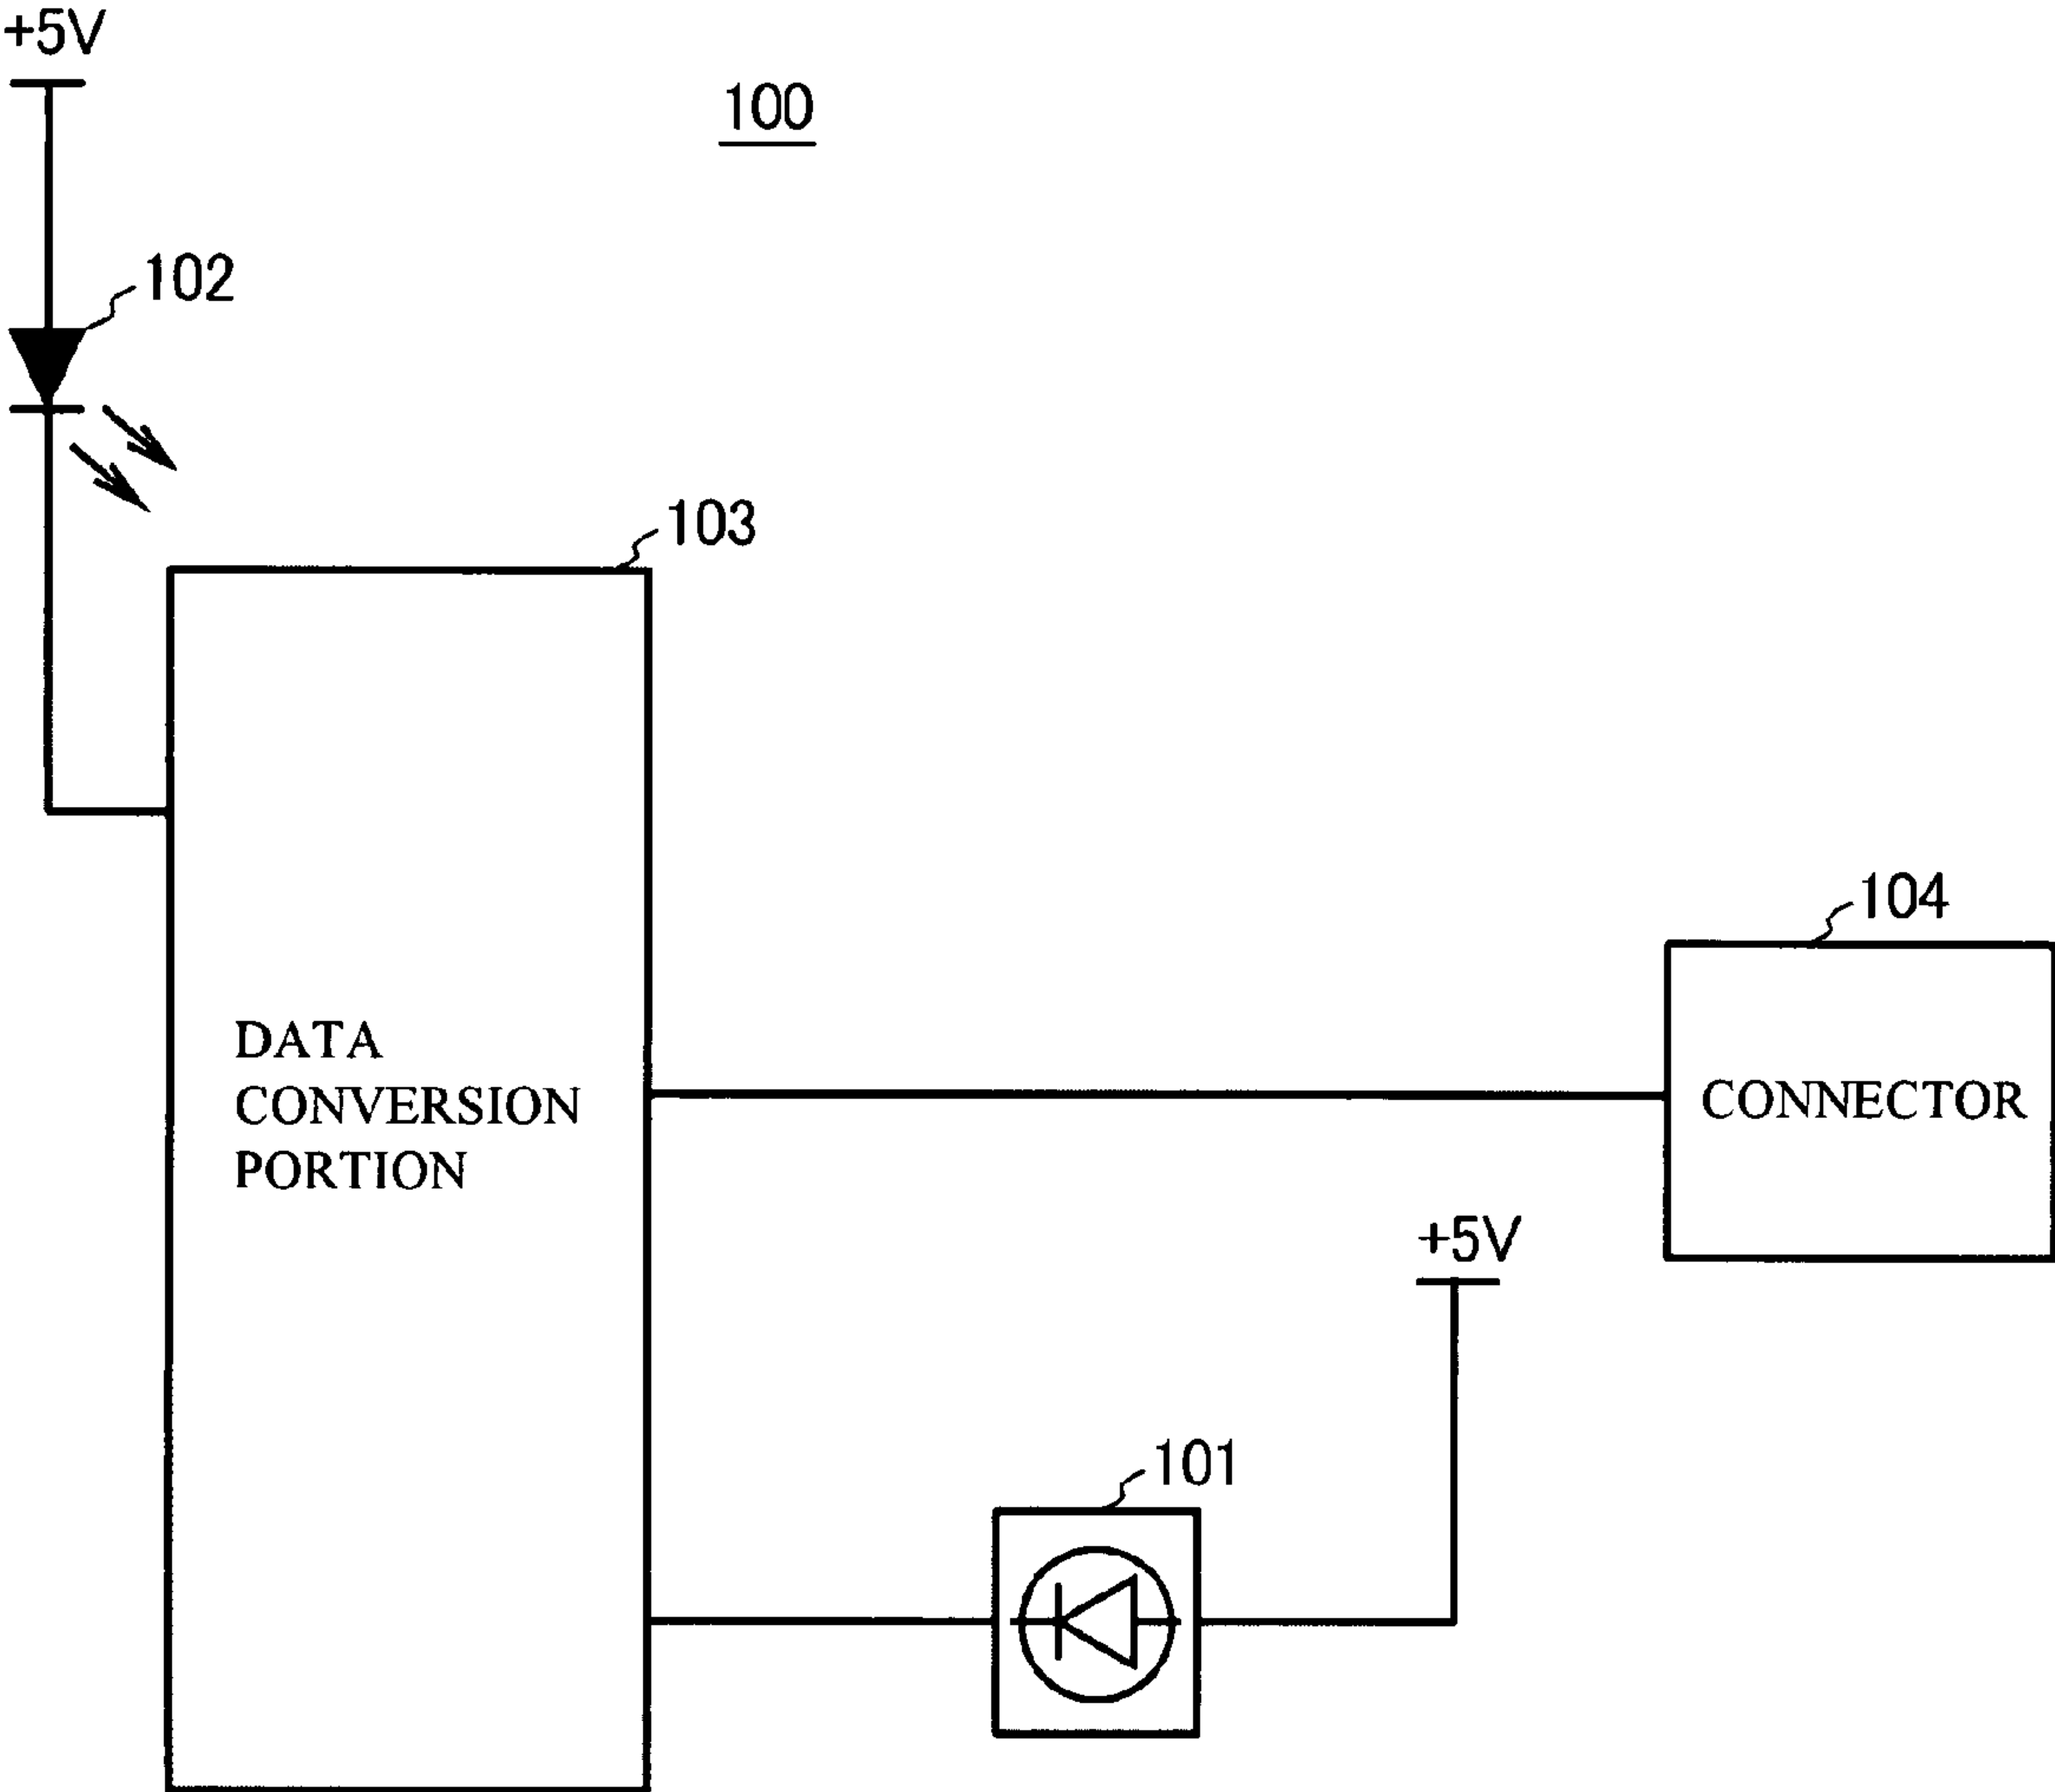 +5V
100
102
103
104
DATA
CONVERSION
PORTION
CONNECTOR
+5V
101